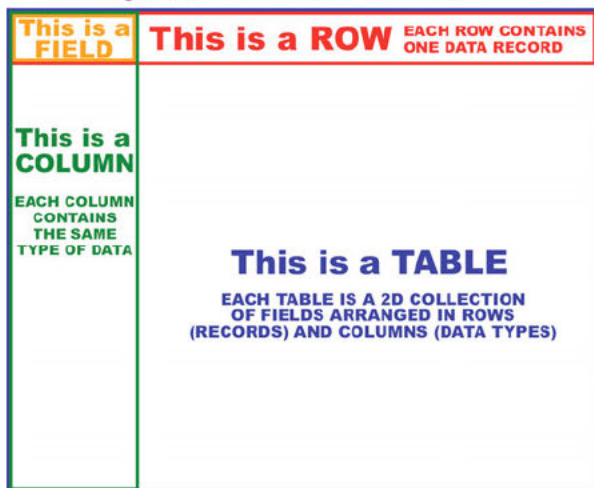 This is a
FIELD
This is a ROW
EACH ROW CONTAINS
ONE DATA RECORD
This is a
COLUMN
EACH COLUMN
CONTAINS
THE SAME
TYPE OF DATA
This is a TABLE
EACH TABLE IS A 2D COLLECTION
OF FIELDS ARRANGED IN ROWS
(RECORDS) AND COLUMNS (DATA TYPES)